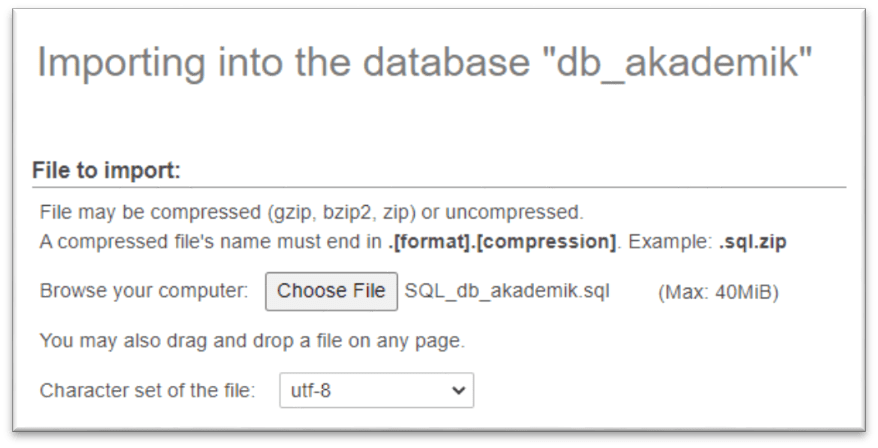 Importing into the database "db_akademik"
File to import:
File may be compressed (gzip, bzip2, zip) or uncompressed.
A compressed file's name must end in .[format].[compression]. Example: .sql.zip
Browse your computer: Choose File SQL_db_akademik.sql (Max: 40MiB)
You may also drag and drop a file on any page.
Character set of the file: utf-8